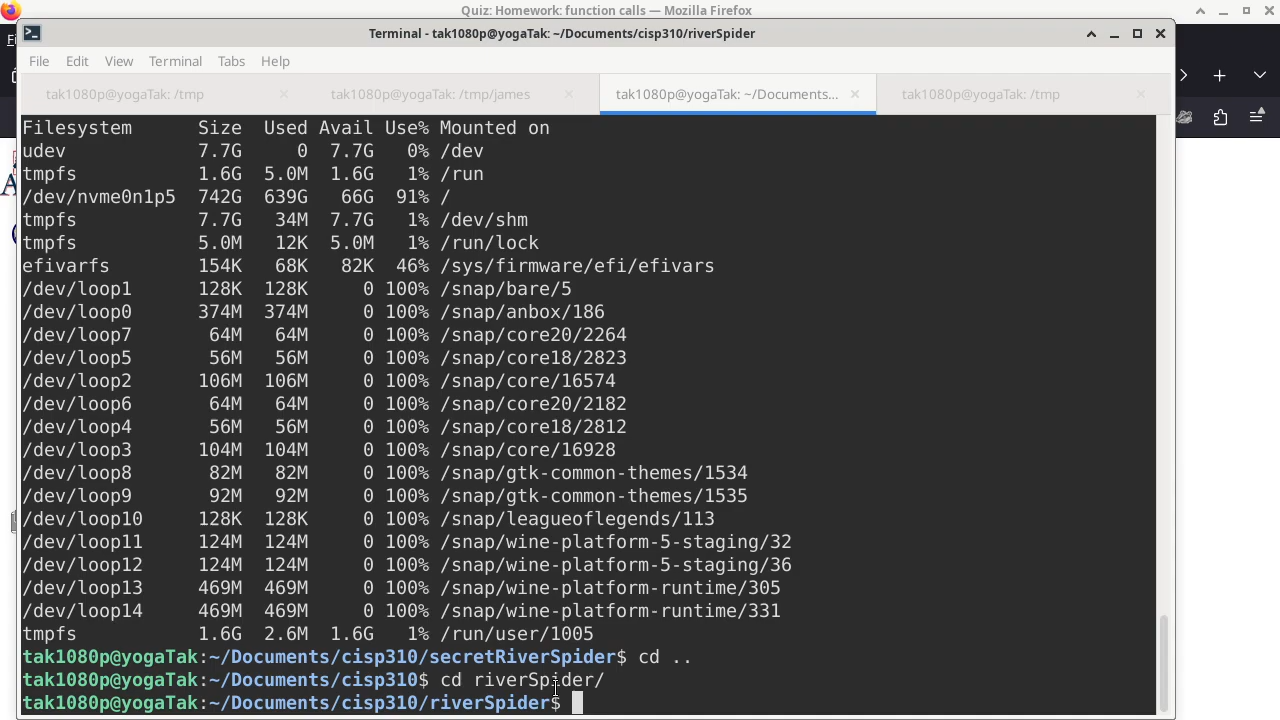 Quiz: Homework: function calls — Mozilla Firefox
Terminal - tak1080p@yogaTak: ~/Documents/cisp310/riverSpider
File Edit View Terminal Tabs Help
tak1080p@yogaTak: /tmp tak1080p@yogaTak: /tmp/james tak1080p@yogaTak: ~/Documents... tak1080p@yogaTak: /tmp
Filesystem Size Used Avail Use% Mounted on
udev 7.7G 0 7.7G 0% /dev
tmpfs 1.6G 5.0M 1.6G 1% /run
/dev/nvme0n1p5 742G 639G 66G 91% /
tmpfs 7.7G 34M 7.7G 1% /dev/shm
tmpfs 5.0M 12K 5.0M 1% /run/lock
efivarfs 154K 68K 82K 46% /sys/firmware/efi/efivars
/dev/loop1 128K 128K 0 100% /snap/bare/5
/dev/loop0 374M 374M 0 100% /snap/anbox/186
/dev/loop7 64M 64M 0 100% /snap/core20/2264
/dev/loop5 56M 56M 0 100% /snap/core18/2823
/dev/loop2 106M 106M 0 100% /snap/core/16574
/dev/loop6 64M 64M 0 100% /snap/core20/2182
/dev/loop4 56M 56M 0 100% /snap/core18/2812
/dev/loop3 104M 104M 0 100% /snap/core/16928
/dev/loop8 82M 82M 0 100% /snap/gtk-common-themes/1534
/dev/loop9 92M 92M 0 100% /snap/gtk-common-themes/1535
/dev/loop10 128K 128K 0 100% /snap/leagueoflegends/113
/dev/loop11 124M 124M 0 100% /snap/wine-platform-5-staging/32
/dev/loop12 124M 124M 0 100% /snap/wine-platform-5-staging/36
/dev/loop13 469M 469M 0 100% /snap/wine-platform-runtime/305
/dev/loop14 469M 469M 0 100% /snap/wine-platform-runtime/331
tmpfs 1.6G 2.6M 1.6G 1% /run/user/1005
tak1080p@yogaTak:~/Documents/cisp310/secretRiverSpider$ cd ..
tak1080p@yogaTak:~/Documents/cisp310$ cd riverSpider/
tak1080p@yogaTak:~/Documents/cisp310/riverSpider$